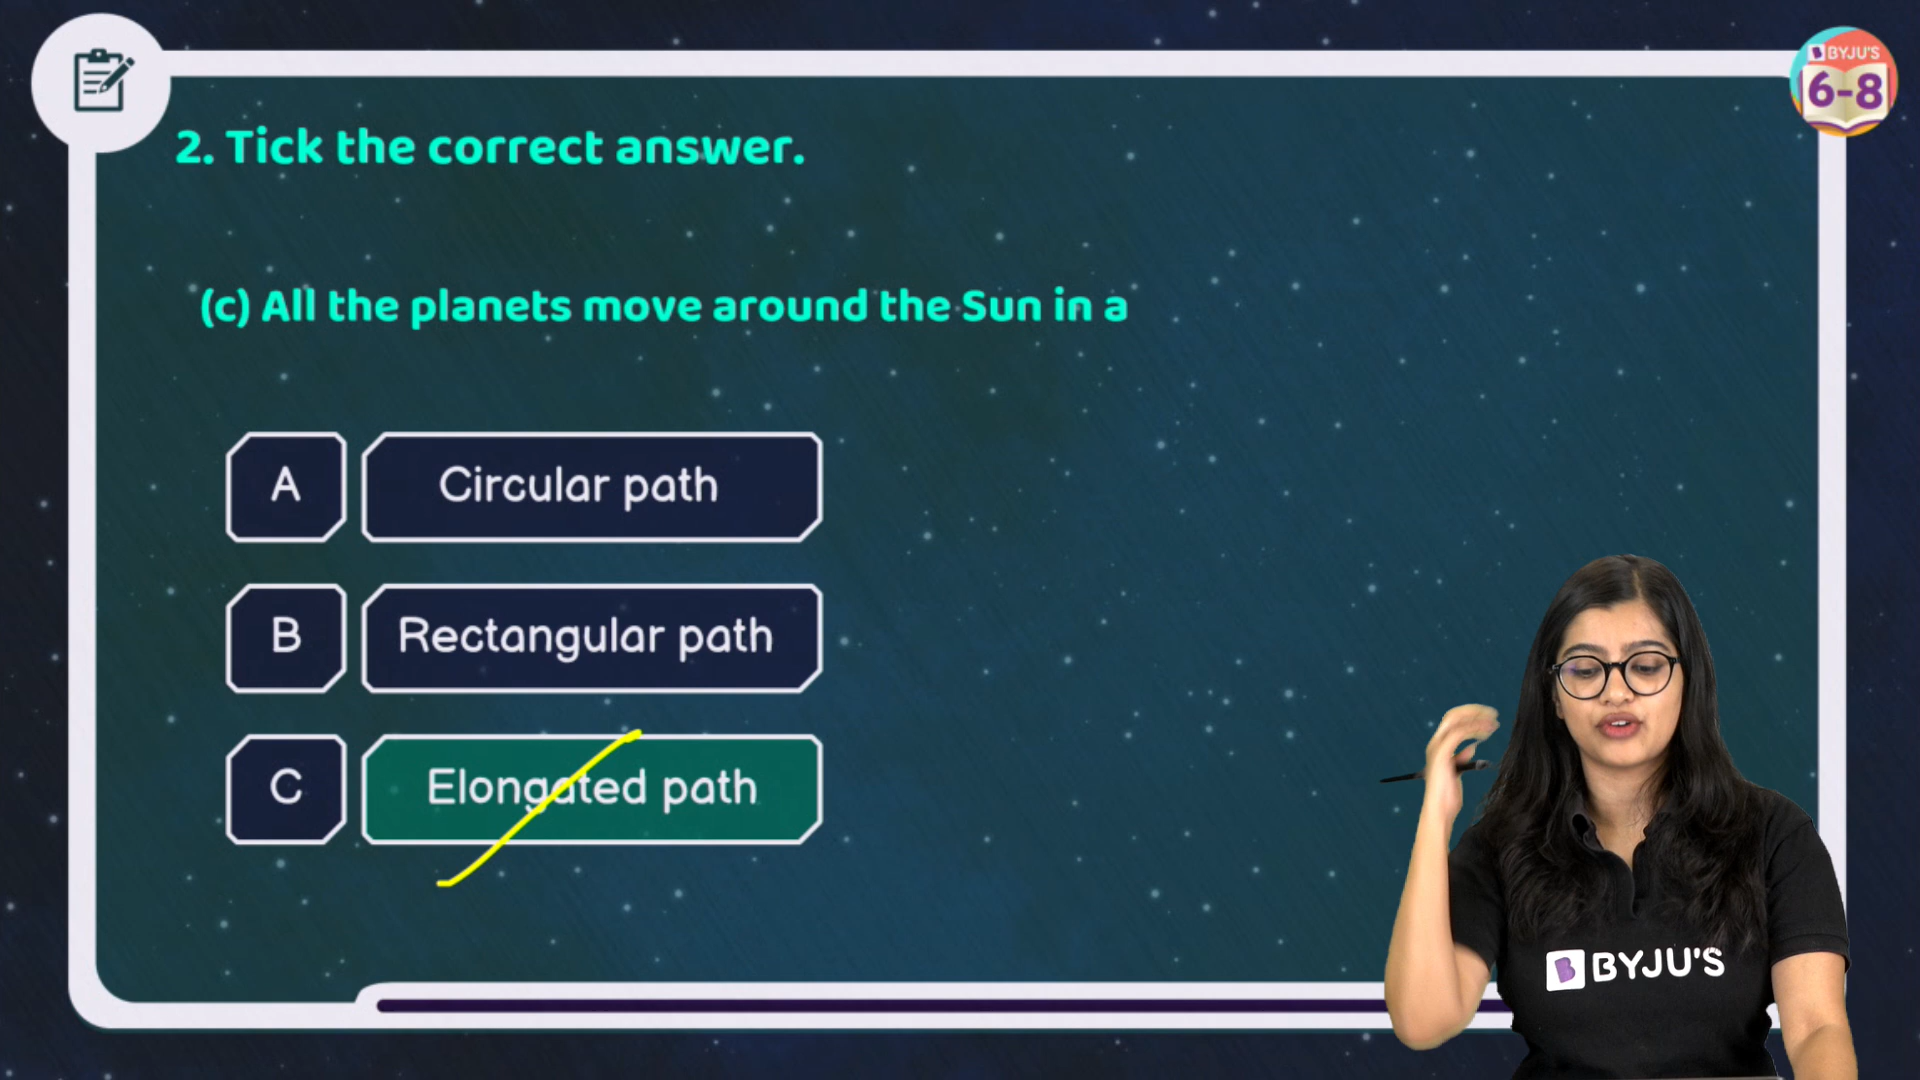 BYJU'S
6-8
2. Tick the correct answer.
(c) All the planets move around the Sun in a
A Circular path
B Rectangular path
C Elongated path
B BYJU'S